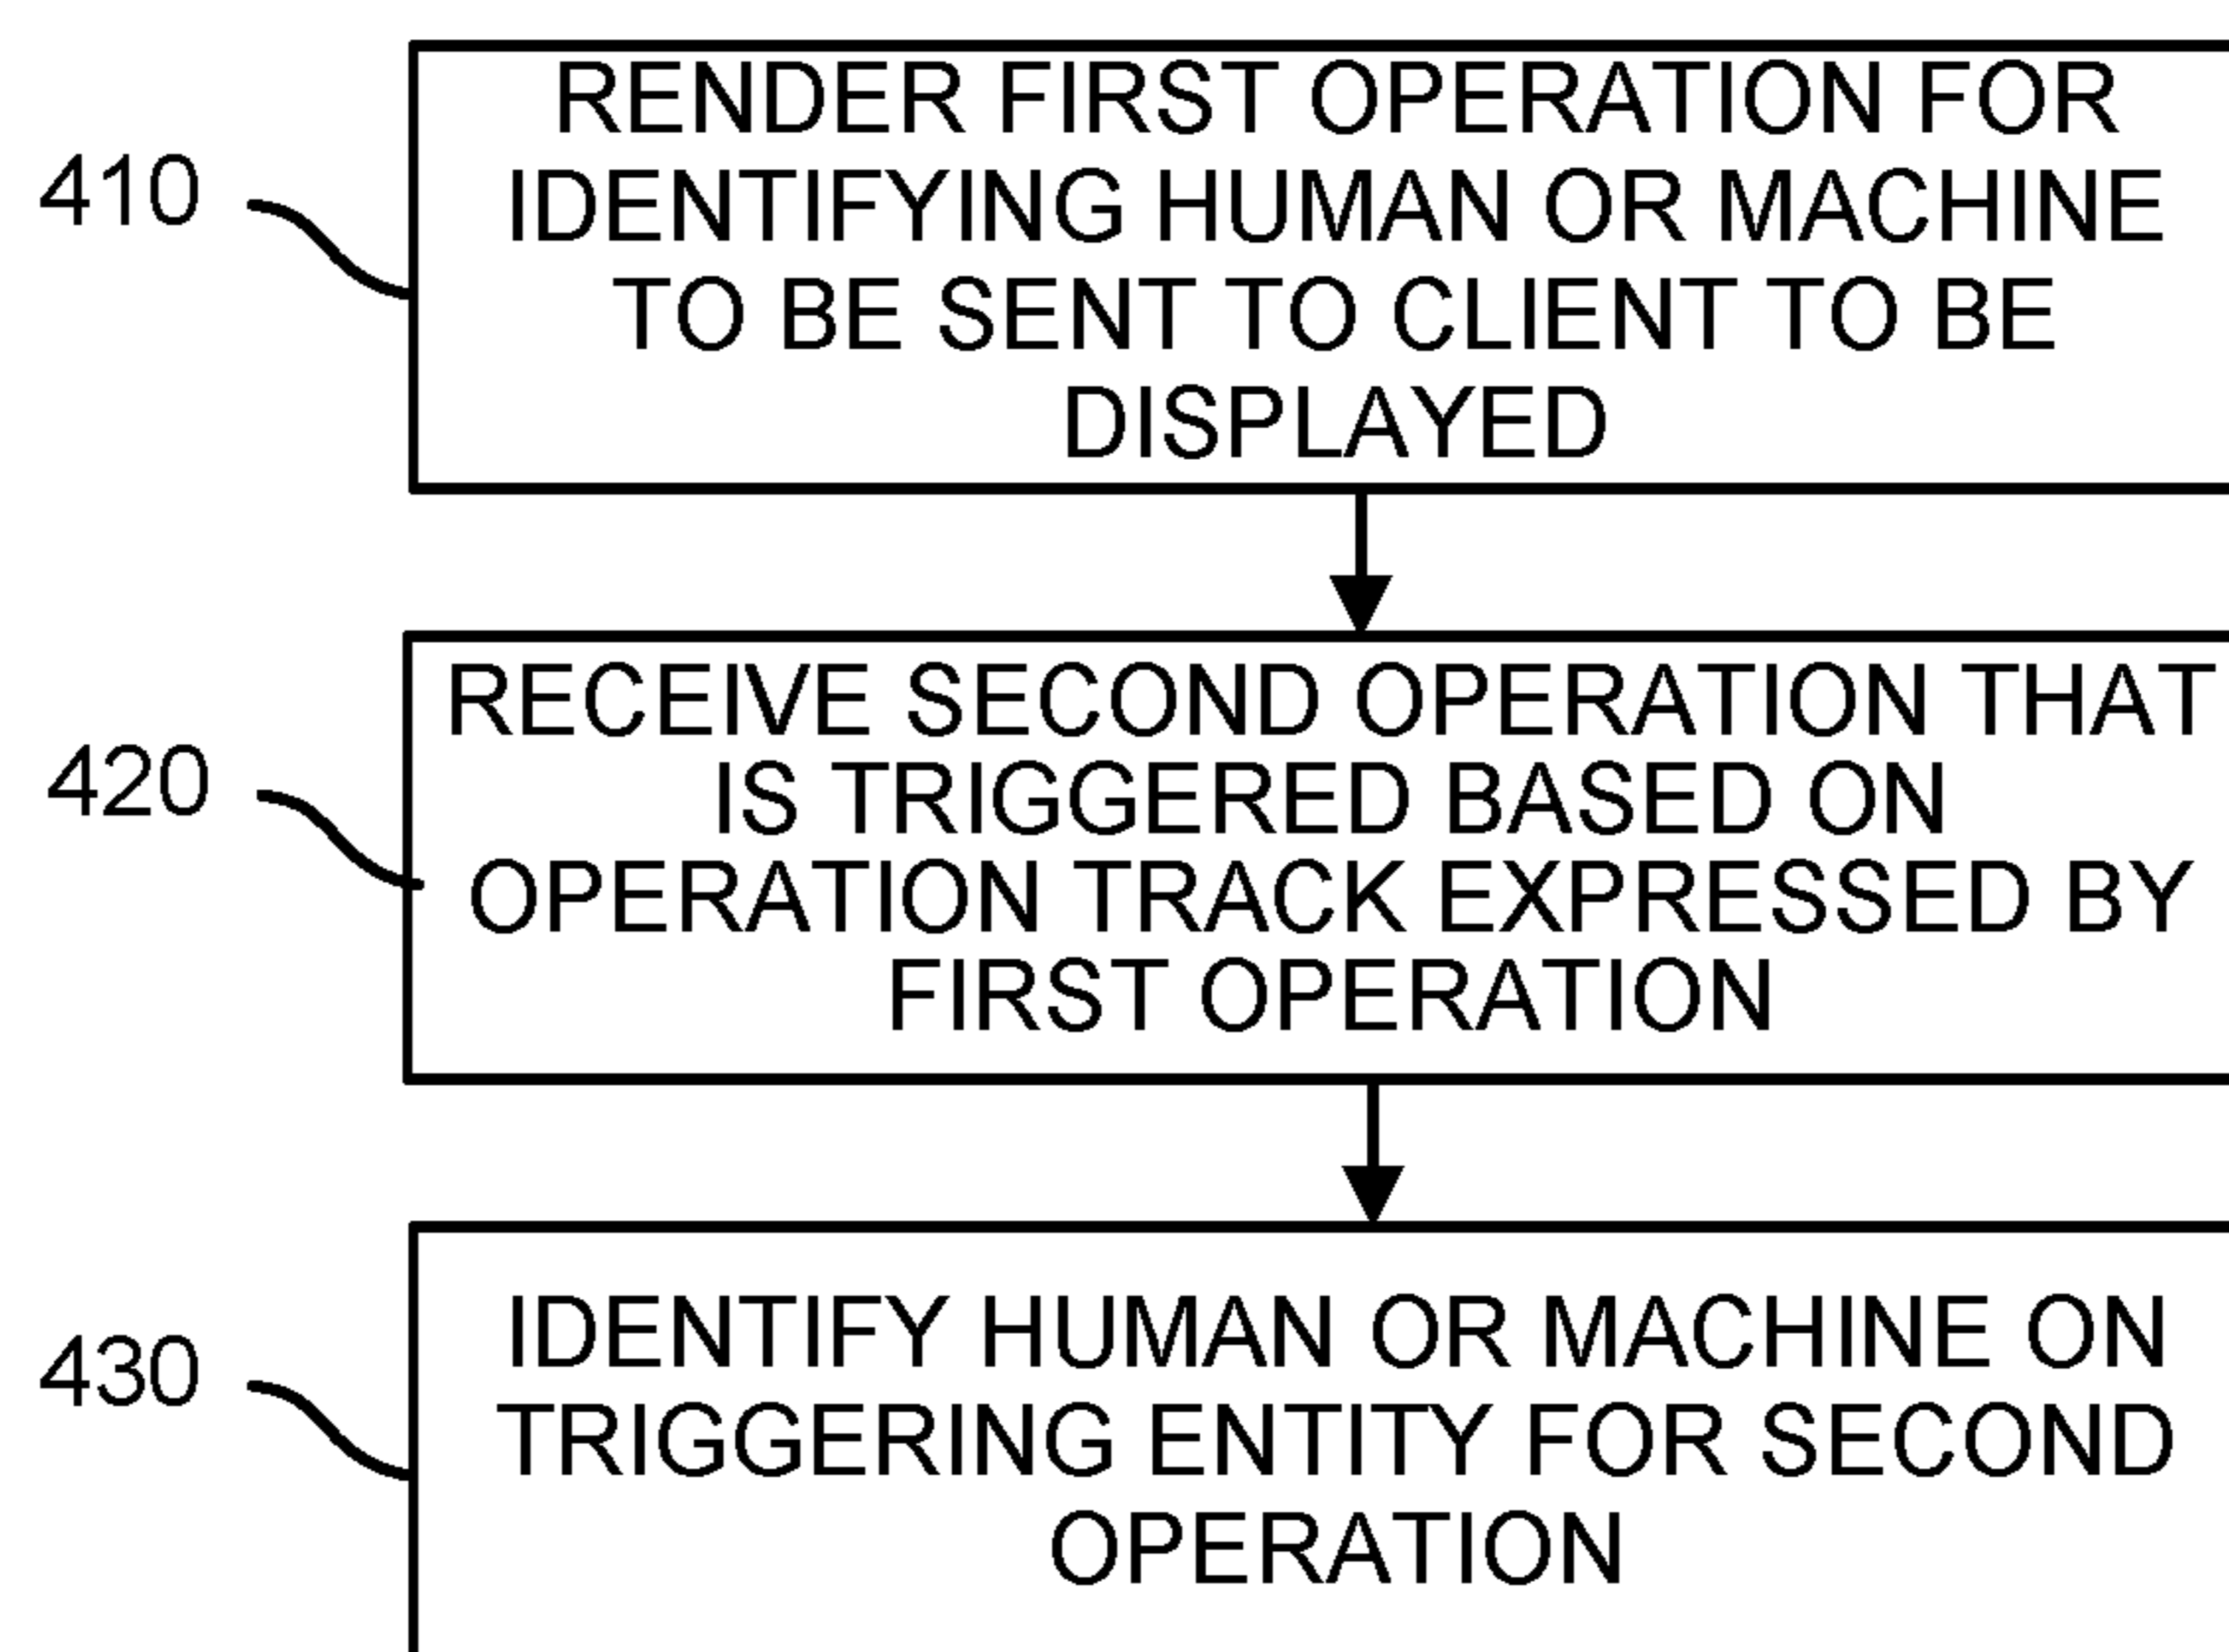 410
RENDER FIRST OPERATION FOR
IDENTIFYING HUMAN OR MACHINE
TO BE SENT TO CLIENT TO BE
DISPLAYED
420
RECEIVE SECOND OPERATION THAT
IS TRIGGERED BASED ON
OPERATION TRACK EXPRESSED BY
FIRST OPERATION
430
IDENTIFY HUMAN OR MACHINE ON
TRIGGERING ENTITY FOR SECOND
OPERATION